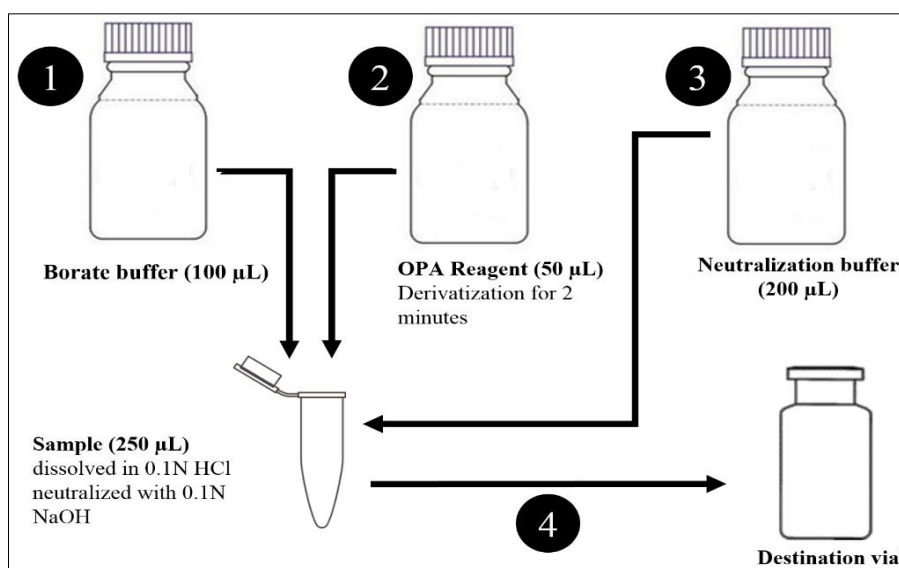 1
2
3
Borate buffer (100 µL)
OPA Reagent (50 µL)
Derivatization for 2
minutes
Neutralization buffer
(200 µL)
Sample (250 µL)
dissolved in 0.1N HCl
neutralized with 0.1N
NaOH
4
Destination via